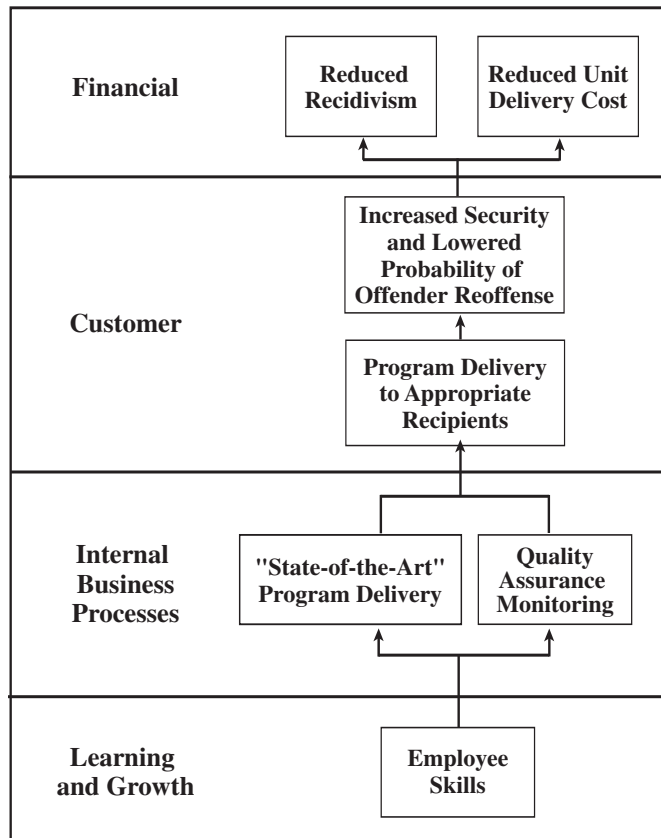 Financial
Reduced
Recidivism
Reduced Unit
Delivery Cost
Customer
Increased Security
and Lowered
Probability of
Offender Reoffense
Program Delivery
to Appropriate
Recipients
Internal
Business
Processes
"State-of-the-Art"
Program Delivery
Quality
Assurance
Monitoring
Learning
and Growth
Employee
Skills